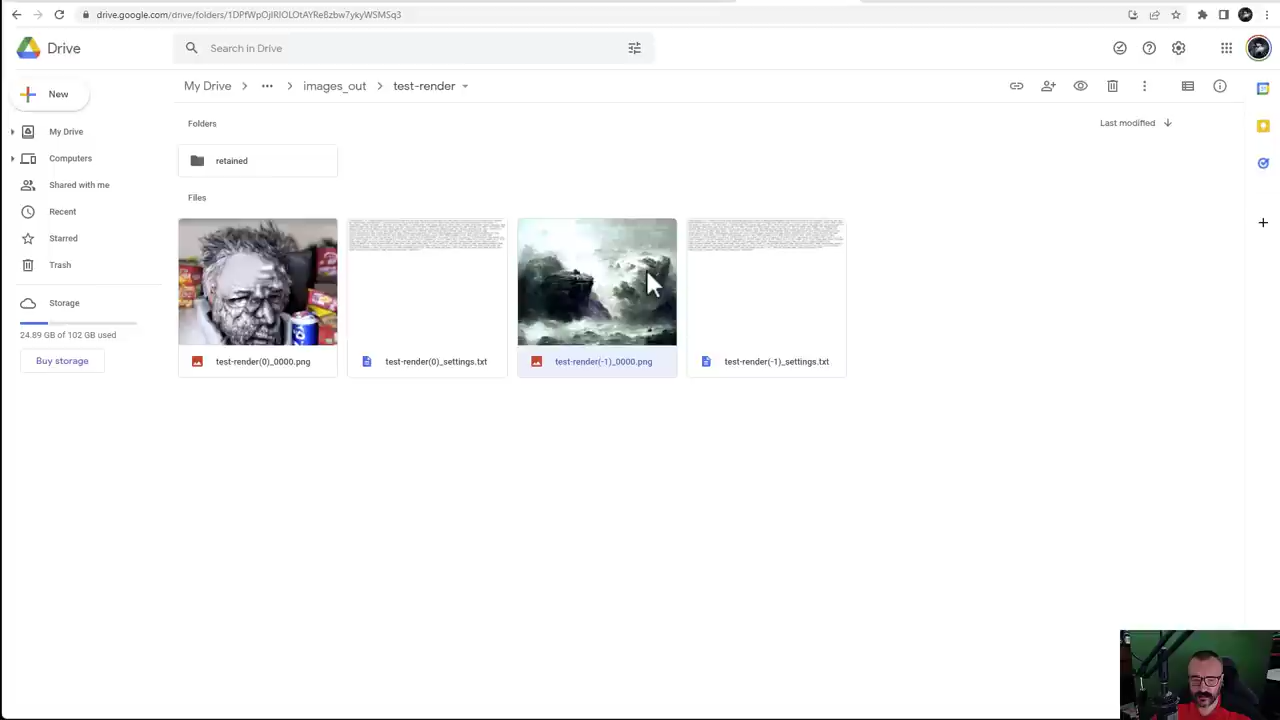 drive.google.com/drive/folders/1DPfWpOjIRIOLOtAYRe8zbw7ykyWSMSq3
Drive
Search in Drive
New
My Drive
images_out
test-render
Folders
Last modified
My Drive
Computers
Shared with me
Recent
Starred
Trash
Storage
24.89 GB of 102 GB used
Buy storage
retained
Files
test-render(0)_0000.png
test-render(0)_settings.txt
test-render(-1)_0000.png
test-render(-1)_settings.txt